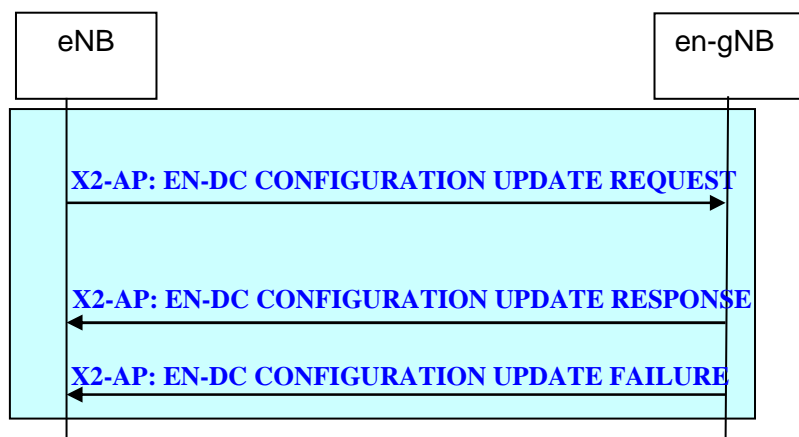 eNB
en-gNB
X2-AP: EN-DC CONFIGURATION UPDATE REQUEST
X2-AP: EN-DC CONFIGURATION UPDATE RESPONSE
X2-AP: EN-DC CONFIGURATION UPDATE FAILURE